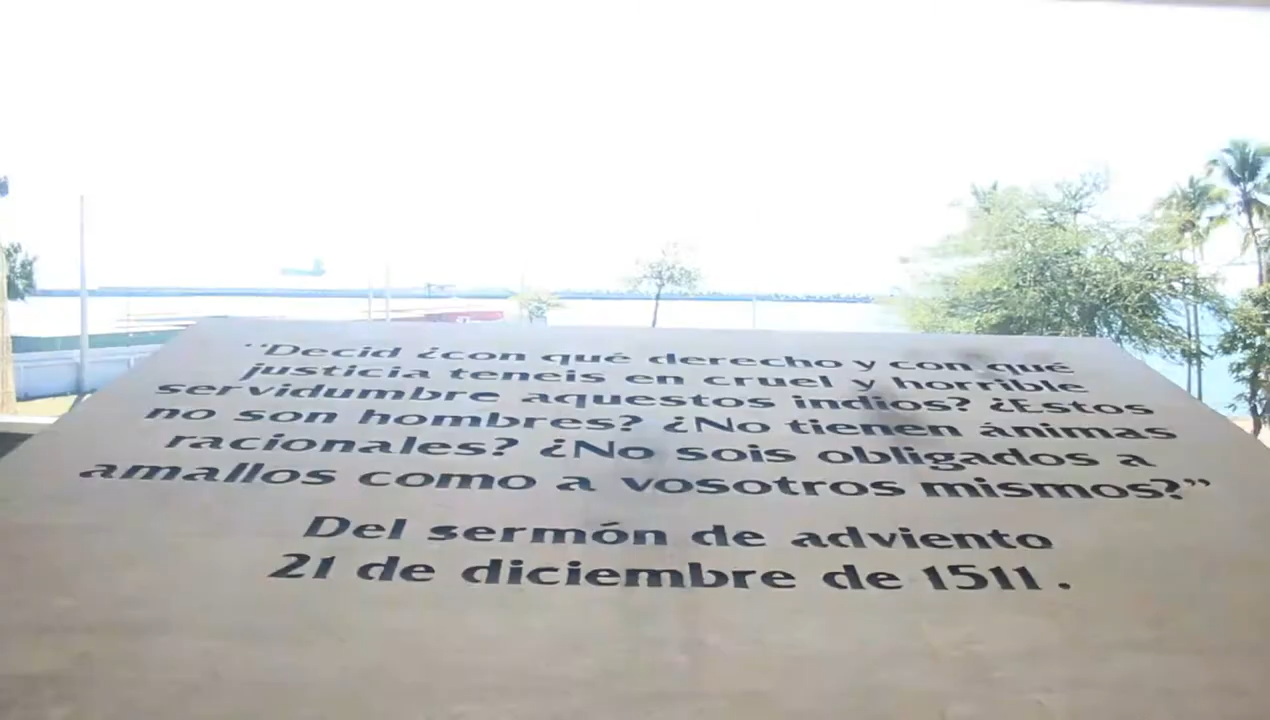 “Decid ¿con qué derecho y con qué
justicia teneis en cruel y horrible
servidumbre aquestos indios? ¿Estos
no son hombres? ¿No tienen ánimas
racionales? ¿No sois obligados a
amallos como a vosotros mismos?”
Del sermón de adviento
21 de diciembre de 1511.